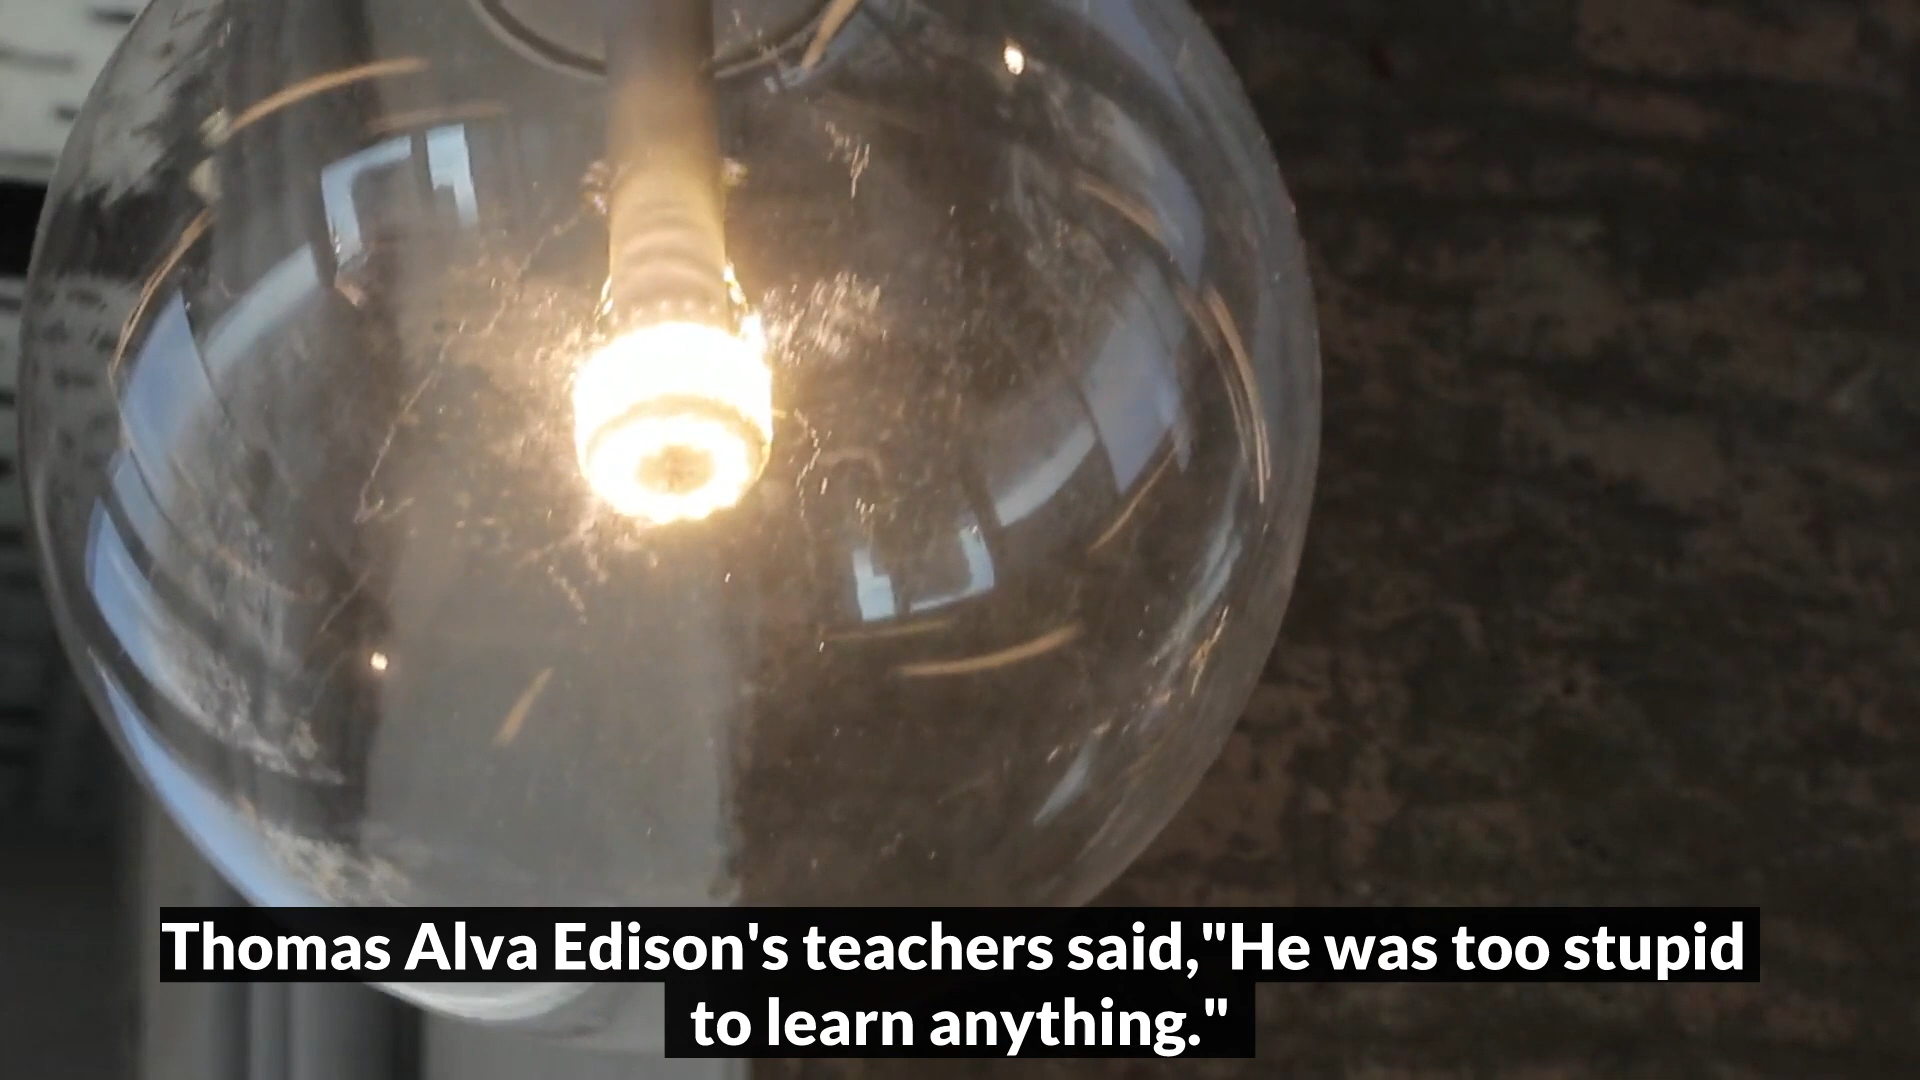 Thomas Alva Edison's teachers said,"He was too stupid
to learn anything."